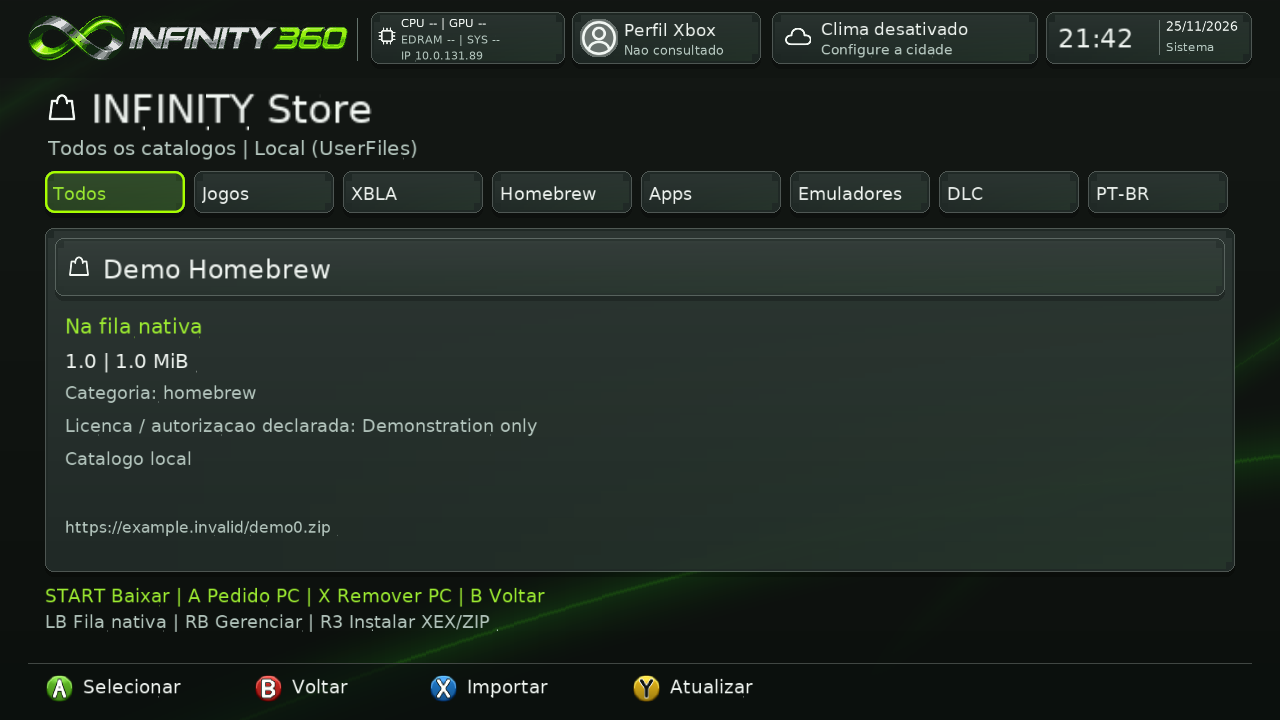 INFINITY 360
CPU -- | GPU --
EDRAM -- | SYS --
IP 10.0.131.89
Perfil Xbox
Nao consultado
Clima desativado
Configure a cidade
21:42
25/11/2026
Sistema
INFINITY Store
Todos os catalogos | Local (UserFiles)
Todos
Jogos
XBLA
Homebrew
Apps
Emuladores
DLC
PT-BR
Demo Homebrew
Na fila nativa
1.0 | 1.0 MiB
Categoria: homebrew
Licenca / autorizacao declarada: Demonstration only
Catalogo local
https://example.invalid/demo0.zip
START Baixar | A Pedido PC | X Remover PC | B Voltar
LB Fila nativa | RB Gerenciar | R3 Instalar XEX/ZIP
A Selecionar
B Voltar
X Importar
Y Atualizar